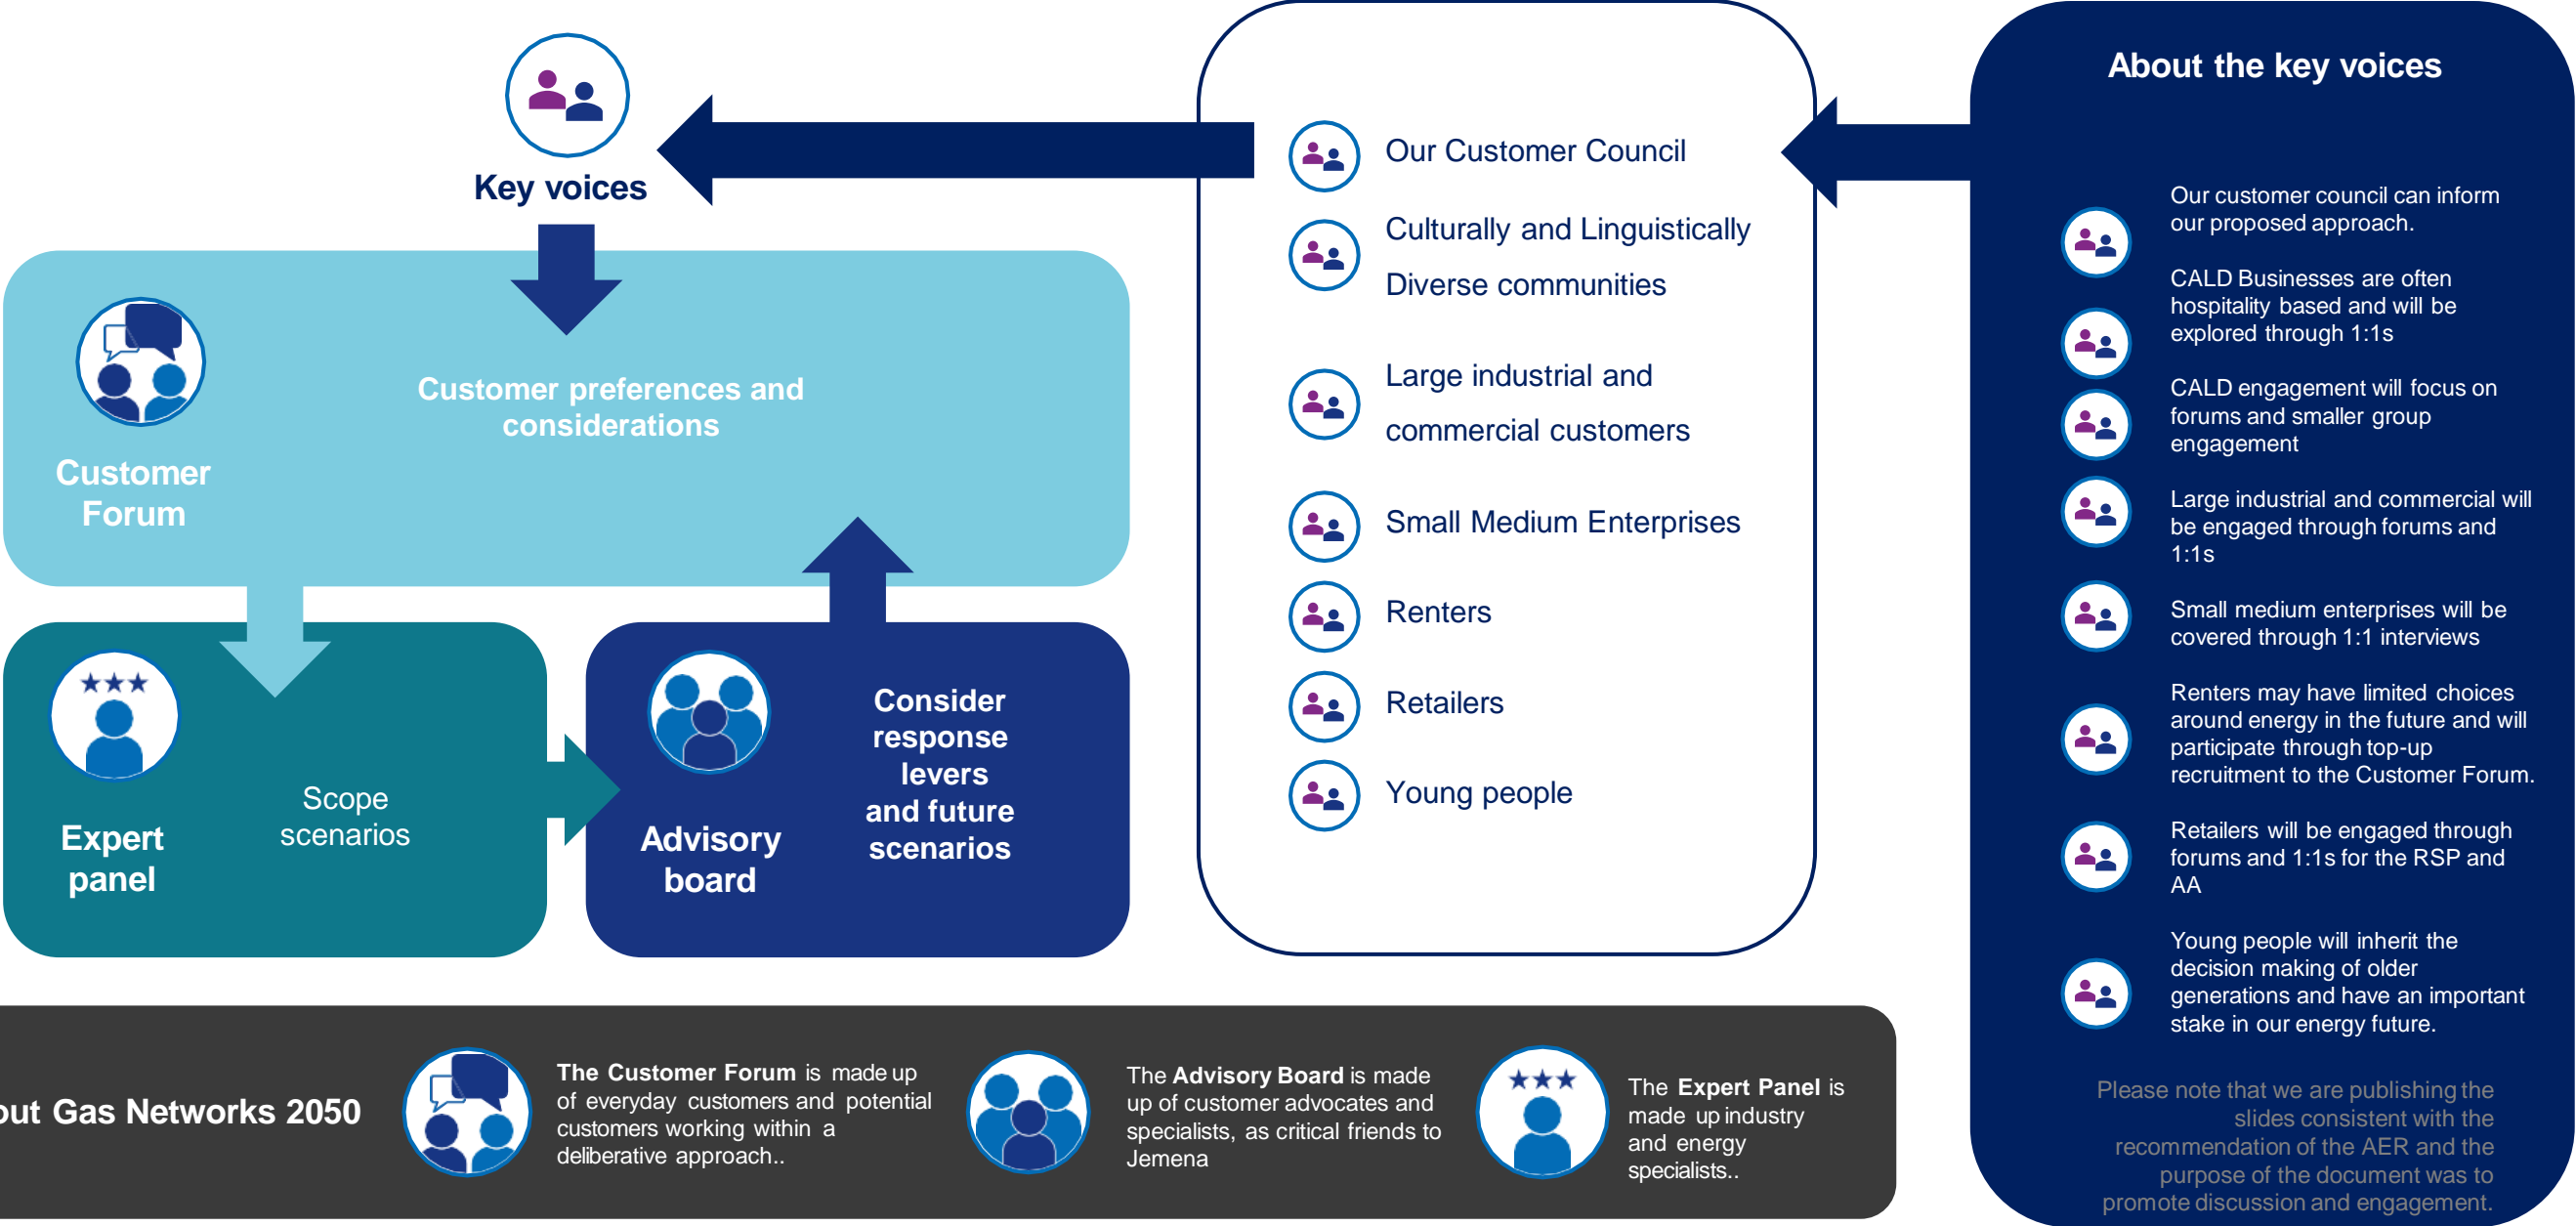 Key voices
Customer
Forum
Customer preferences and
considerations
Expert
panel
Scope
scenarios
Advisory
board
Consider
response
levers
and future
scenarios
Our Customer Council
Culturally and Linguistically
Diverse communities
Large industrial and
commercial customers
Small Medium Enterprises
Renters
Retailers
Young people
About the key voices
Our customer council can inform
our proposed approach.
CALD Businesses are often
hospitality based and will be
explored through 1:1s
CALD engagement will focus on
forums and smaller group
engagement
Large industrial and commercial will
be engaged through forums and
1:1s
Small medium enterprises will be
covered through 1:1 interviews
Renters may have limited choices
around energy in the future and will
participate through top-up
recruitment to the Customer Forum.
Retailers will be engaged through
forums and 1:1s for the RSP and
AA
Young people will inherit the
decision making of older
generations and have an important
stake in our energy future.
Please note that we are publishing the
slides consistent with the
recommendation of the AER and the
purpose of the document was to
promote discussion and engagement.
out Gas Networks 2050
The Customer Forum is made up
of everyday customers and potential
customers working within a
deliberative approach..
The Advisory Board is made
up of customer advocates and
specialists, as critical friends to
Jemena
The Expert Panel is
made up industry
and energy
specialists..